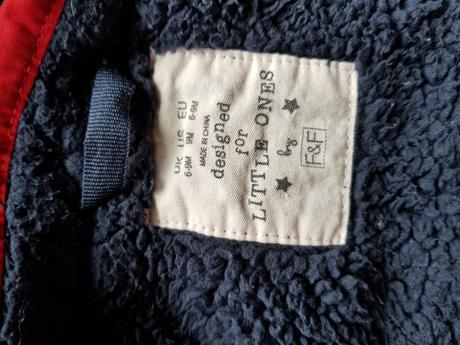 UK US EU
6-9M 9M 6-9M
MADE IN CHINA
designed
for
LITTLE ONES
by
F&F